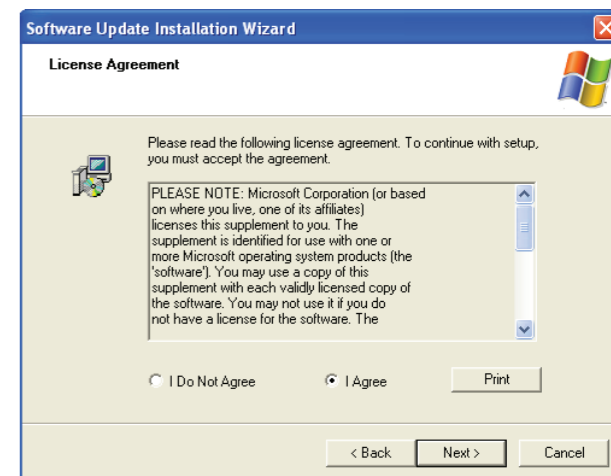 Software Update Installation Wizard
License Agreement
Please read the following license agreement. To continue with setup,
you must accept the agreement.
PLEASE NOTE: Microsoft Corporation (or based
on where you live, one of its affiliates)
licenses this supplement to you. The
supplement is identified for use with one or
more Microsoft operating system products (the
'software'). You may use a copy of this
supplement with each validly licensed copy of
the software. You may not use it if you do
not have a license for the software. The
I Do Not Agree I Agree Print
< Back Next > Cancel